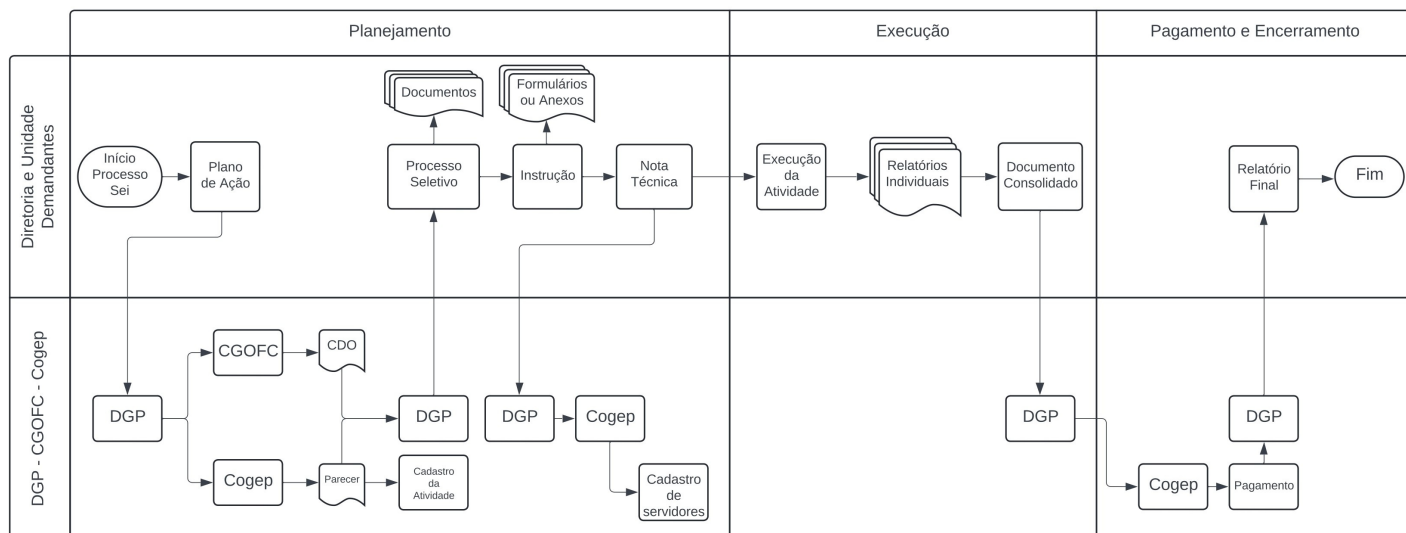 Planejamento
Execução
Pagamento e Encerramento
Diretoria e Unidade
Demandantes
Início
Processo
Sei
Plano
de Ação
Documentos
Processo
Seletivo
Formulários
ou Anexos
Instrução
Nota
Técnica
Execução
da
Atividade
Relatórios
Individuais
Documento
Consolidado
Relatório
Final
Fim
DGP - CGOFC - Cogep
DGP
CGOFC
CDO
Cogep
Parecer
DGP
Cadastro
da
Atividade
DGP
Cogep
Cadastro
de
servidores
DGP
Cogep
Pagamento
DGP